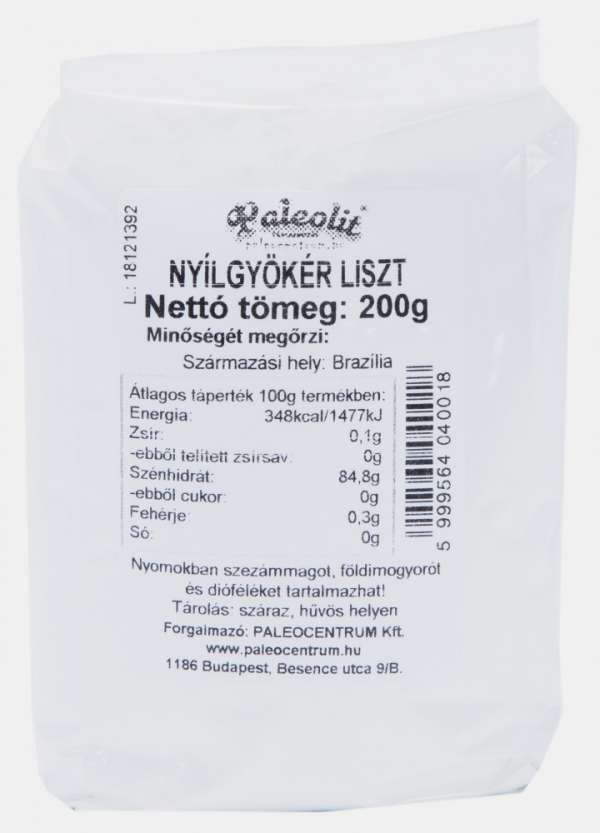 Paleolit
paleocentrum.hu
L.: 18121392
NYÍLGYÖKÉR LISZT
Nettó tömeg: 200g
Minőségét megőrzi:
Származási hely: Brazília
Átlagos táperték 100g termékben:
Energia: 348kcal/1477kJ
Zsír: 0,1g
-ebből telített zsírsav: 0g
Szénhidrát: 84,8g
-ebből cukor: 0g
Fehérje: 0,3g
Só: 0g
5 999564 040018
Nyomokban szezámmagot, földimogyorót
és dióféléket tartalmazhat!
Tárolás: száraz, hűvös helyen
Forgalmazó: PALEOCENTRUM Kft.
www.paleocentrum.hu
1186 Budapest, Besence utca 9/B.